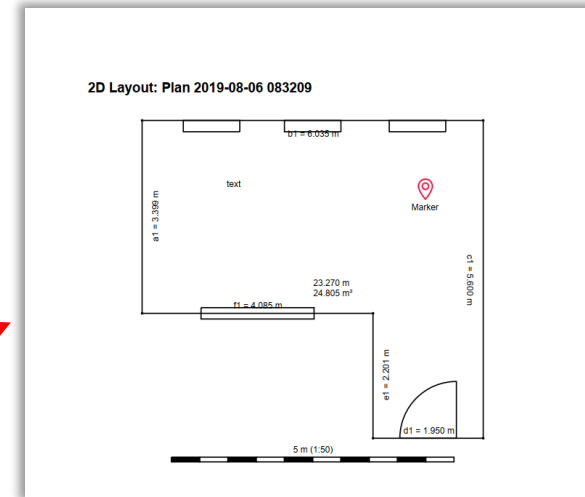 2D Layout: Plan 2019-08-06 083209
b1 = 6.035 m
text
Marker
a1 = 3.399 m
c1 = 5.600 m
23.270 m
24.805 m²
f1 = 4.085 m
e1 = 2.201 m
d1 = 1.950 m
5 m (1:50)